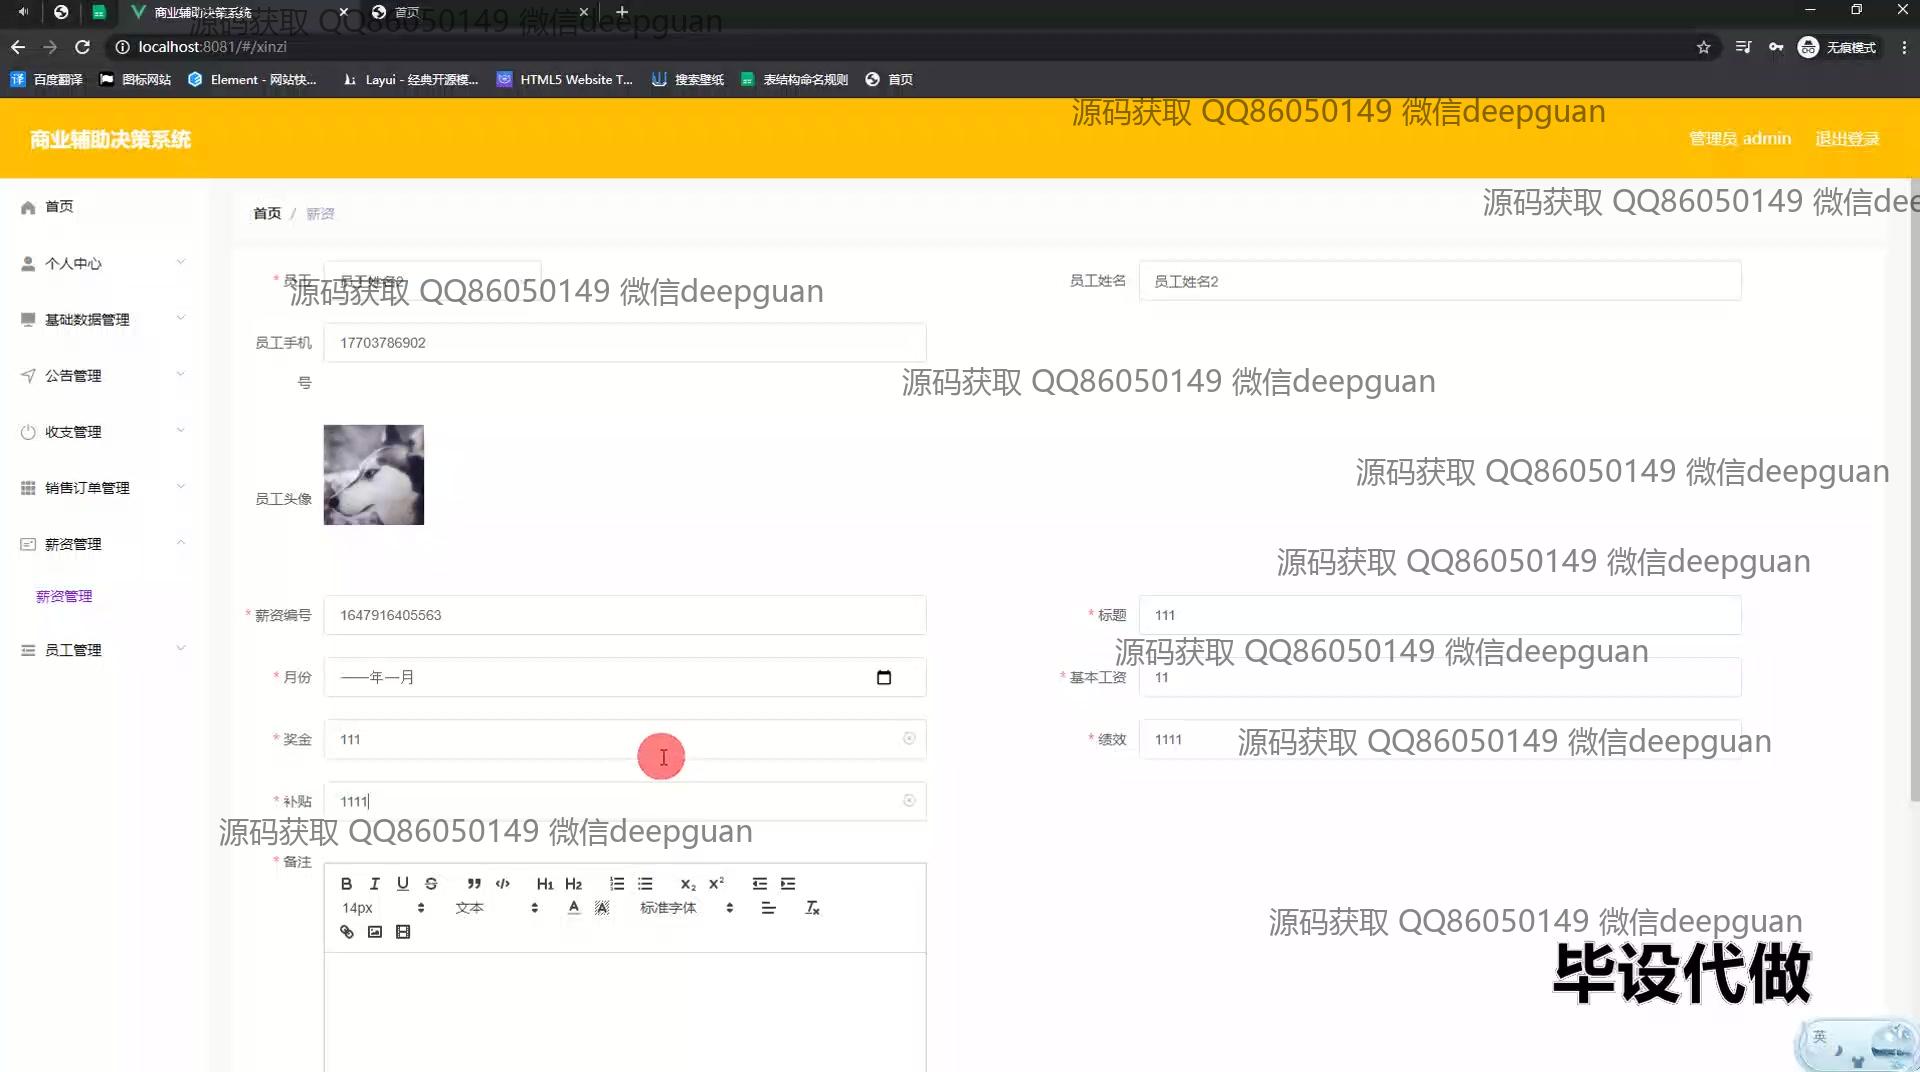 商业辅助决策系统
首页
源码获取 QQ86050149 微信deepguan
localhost:8081/#/xinzi
无痕模式
百度翻译
图标网站
Element - 网站快...
Layui - 经典开源模...
HTML5 Website T...
搜索壁纸
表结构命名规则
首页
源码获取 QQ86050149 微信deepguan
商业辅助决策系统
管理员 admin
退出登录
源码获取 QQ86050149 微信dee
首页
首页 / 薪资
个人中心
* 员工
员工姓名2
员工姓名
员工姓名2
源码获取 QQ86050149 微信deepguan
基础数据管理
员工手机号
17703786902
公告管理
源码获取 QQ86050149 微信deepguan
收支管理
源码获取 QQ86050149 微信deepguan
销售订单管理
员工头像
薪资管理
源码获取 QQ86050149 微信deepguan
薪资管理
* 薪资编号
1647916405563
* 标题
111
员工管理
源码获取 QQ86050149 微信deepguan
* 月份
----年--月
* 基本工资
11
* 奖金
111
* 绩效
1111
源码获取 QQ86050149 微信deepguan
* 补贴
1111
源码获取 QQ86050149 微信deepguan
* 备注
B I U S H1 H2 x2 x2
14px
文本
A A
标准字体
源码获取 QQ86050149 微信deepguan
毕设代做
英